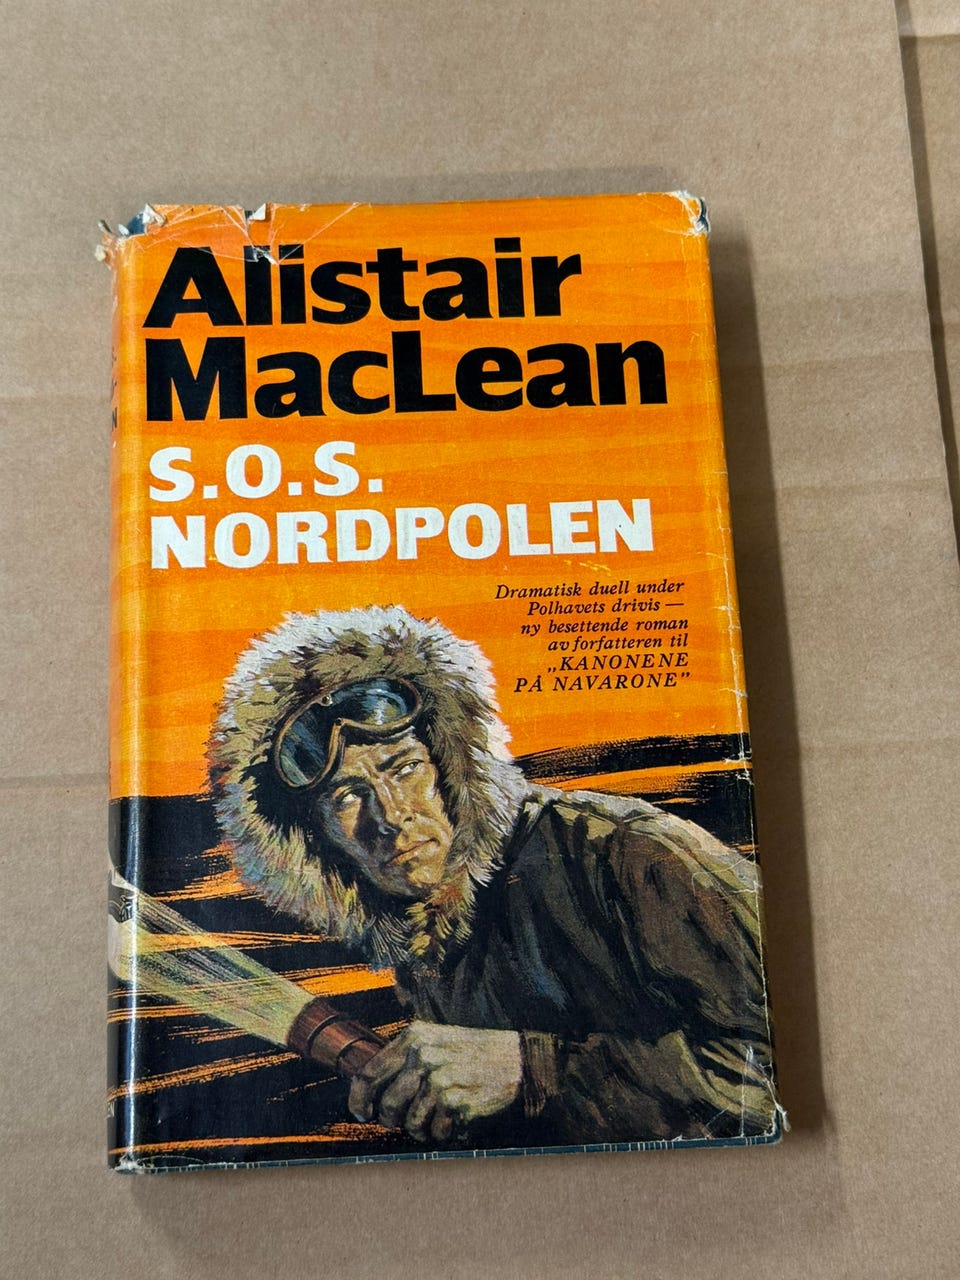 Alistair
MacLean
S.O.S.
NORDPOLEN
Dramatisk duell under
Polhavets drivis —
ny besettende roman
av forfatteren til
„KANONENE
PÅ NAVARONE”